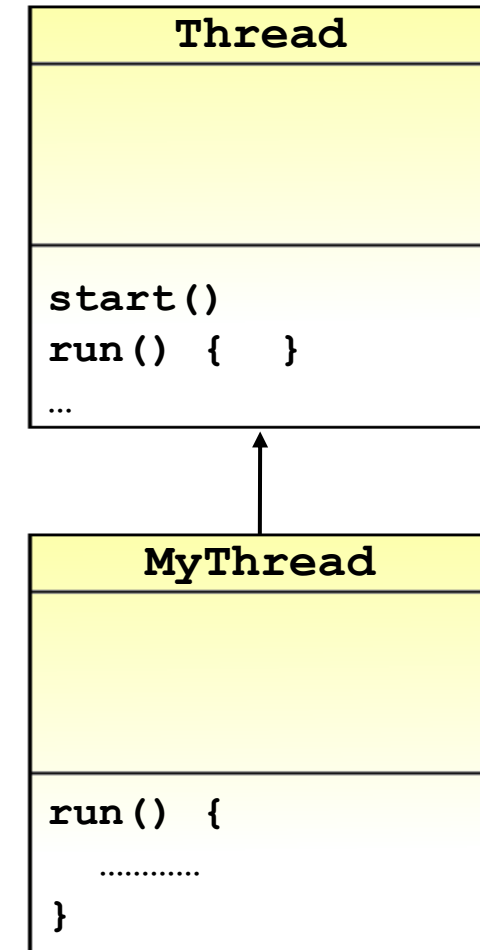 Thread
start()
run() {   }
…
MyThread
run() {
…………
}